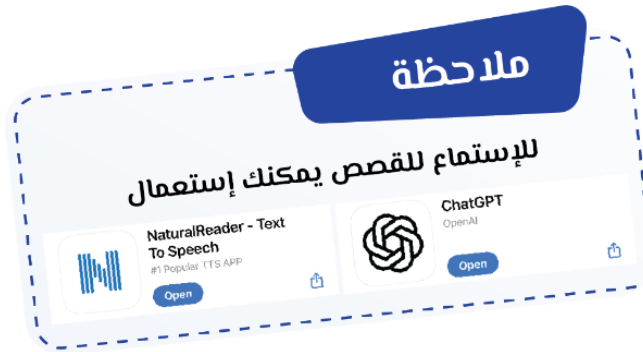 ملاحظة
للإستماع للقصص يمكنك إستعمال
NaturalReader - Text
To Speech
#1 Popular TTS APP
Open
ChatGPT
OpenAI
Open